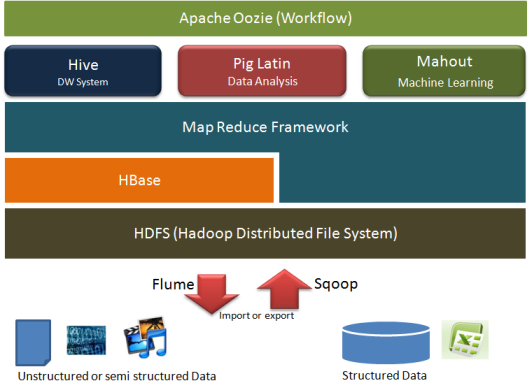 Apache Oozie (Workflow)
Hive
DW System
Pig Latin
Data Analysis
Mahout
Machine Learning
Map Reduce Framework
HBase
HDFS (Hadoop Distributed File System)
Flume
Sqoop
Import or export
Unstructured or semi structured Data
Structured Data